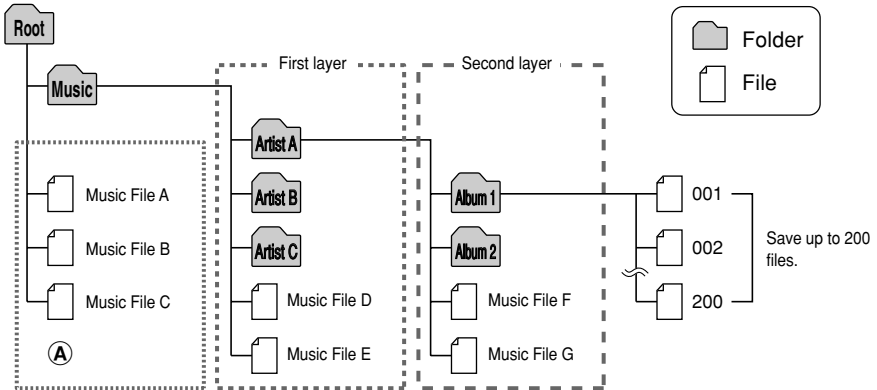 Root
Music
First layer
Second layer
Folder
File
Artist A
Artist B
Artist C
Album 1
Album 2
Music File A
Music File B
Music File C
Music File D
Music File E
Music File F
Music File G
001
002
200
Save up to 200
files.
A